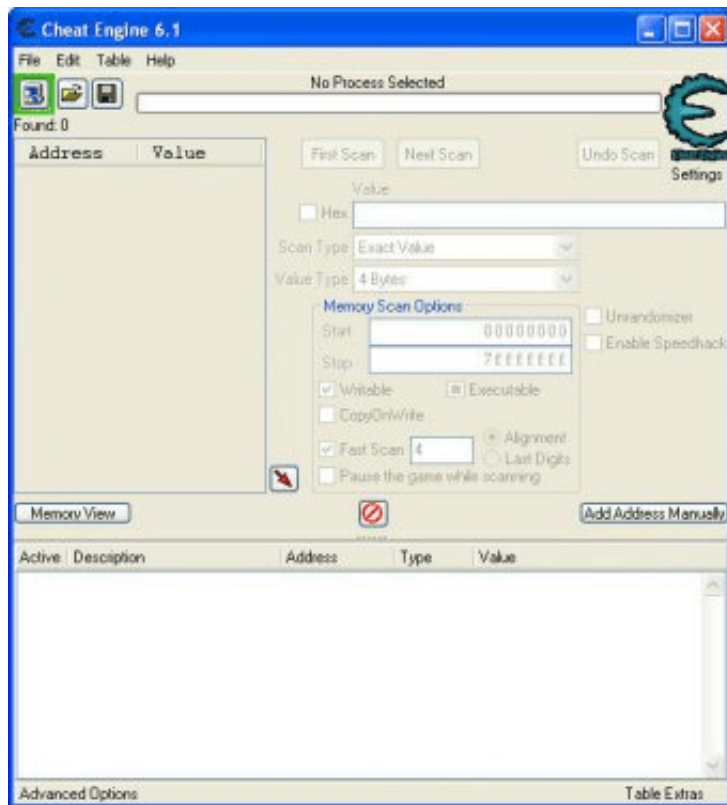 Cheat Engine 6.1
File Edit Table Help
No Process Selected
Found: 0
Address Value
First Scan Next Scan Undo Scan
Settings
Value:
Hex
Scan Type Exact Value
Value Type 4 Bytes
Memory Scan Options
Start 00000000
Stop 7fffffff
Unrandomizer
Enable Speedhack
Writable Executable
CopyOnWrite
Fast Scan 4
Alignment
Last Digits
Pause the game while scanning
Memory View Add Address Manually
Active Description Address Type Value
Advanced Options Table Extras